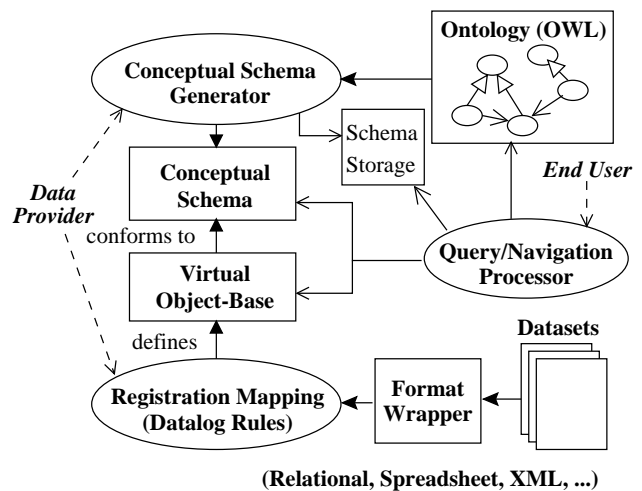 Ontology (OWL)
Conceptual Schema
Generator
Schema
Storage
Conceptual
Schema
End User
Data
Provider
conforms to
Query/Navigation
Processor
Virtual
Object-Base
defines
Datasets
Registration Mapping
(Datalog Rules)
Format
Wrapper
(Relational, Spreadsheet, XML, ...)